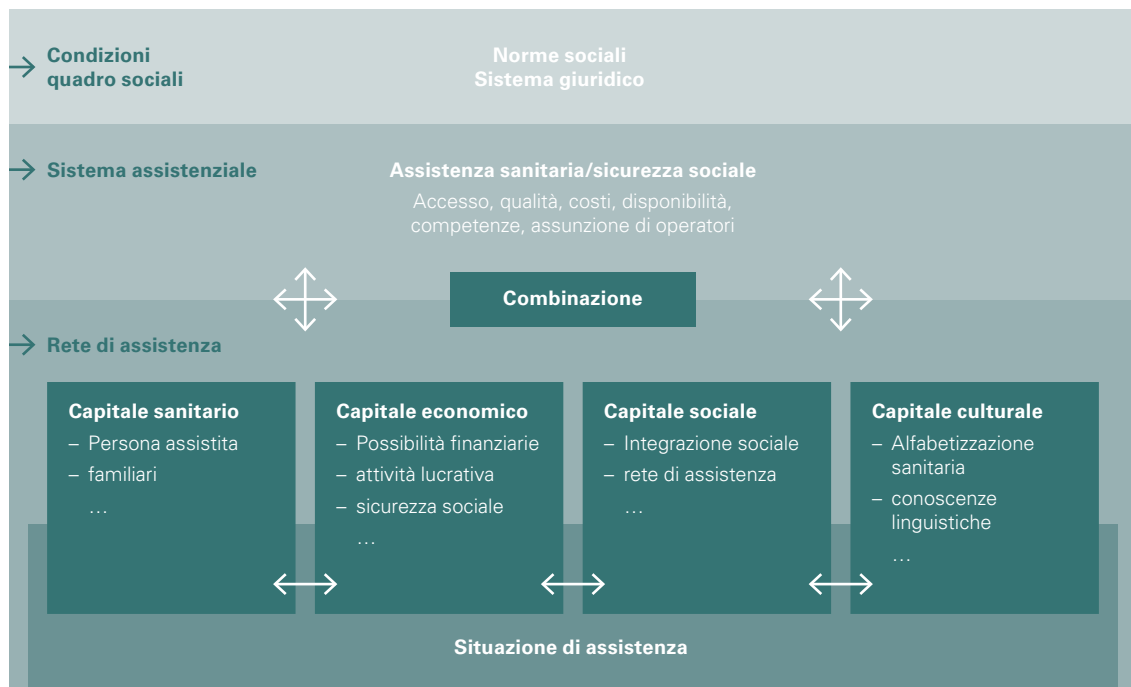 Condizioni
quadro sociali
Norme sociali
Sistema giuridico
Sistema assistenziale
Assistenza sanitaria/sicurezza sociale
Accesso, qualità, costi, disponibilità,
competenze, assunzione di operatori
Combinazione
Rete di assistenza
Capitale sanitario
– Persona assistita
– familiari
…
Capitale economico
– Possibilità finanziarie
– attività lucrativa
– sicurezza sociale
…
Capitale sociale
– Integrazione sociale
– rete di assistenza
…
Capitale culturale
– Alfabetizzazione
sanitaria
– conoscenze
linguistiche
…
Situazione di assistenza